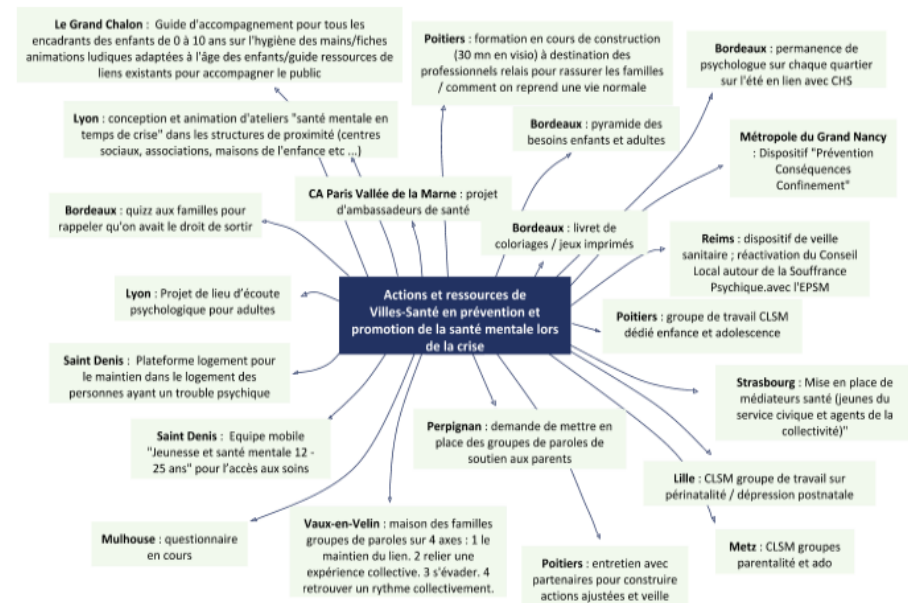 Le Grand Chalon : Guide d'accompagnement pour tous les
encadrants des enfants de 0 à 10 ans sur l'hygiène des mains/fiches
animations ludiques adaptées à l'âge des enfants/guide ressources de
liens existants pour accompagner le public
Poitiers : formation en cours de construction
(30 mn en visio) à destination des
professionnels relais pour rassurer les familles
/ comment on reprend une vie normale
Bordeaux : permanence de
psychologue sur chaque quartier
sur l'été en lien avec CHS
Lyon : conception et animation d'ateliers "santé mentale en
temps de crise" dans les structures de proximité (centres
sociaux, associations, maisons de l'enfance etc ...)
Bordeaux : pyramide des
besoins enfants et adultes
Métropole du Grand Nancy
: Dispositif "Prévention
Conséquences
Confinement"
CA Paris Vallée de la Marne : projet
d'ambassadeurs de santé
Bordeaux : quizz aux familles pour
rappeler qu'on avait le droit de sortir
Bordeaux : livret de
coloriages / jeux imprimés
Reims : dispositif de veille
sanitaire ; réactivation du Conseil
Local autour de la Souffrance
Psychique.avec l'EPSM
Lyon : Projet de lieu d'écoute
psychologique pour adultes
Actions et ressources de
Villes-Santé en prévention et
promotion de la santé mentale lors
de la crise
Poitiers : groupe de travail CLSM
dédié enfance et adolescence
Saint Denis : Plateforme logement pour
le maintien dans le logement des
personnes ayant un trouble psychique
Strasbourg : Mise en place de
médiateurs santé (jeunes du
service civique et agents de la
collectivité)"
Saint Denis : Equipe mobile
"Jeunesse et santé mentale 12 -
25 ans" pour l'accès aux soins
Perpignan : demande de mettre en
place des groupes de paroles de
soutien aux parents
Lille : CLSM groupe de travail sur
périnatalité / dépression postnatale
Mulhouse : questionnaire
en cours
Vaux-en-Velin : maison des familles
groupes de paroles sur 4 axes : 1 le
maintien du lien. 2 relier une
expérience collective. 3 s'évader. 4
retrouver un rythme collectivement.
Poitiers : entretien avec
partenaires pour construire
actions ajustées et veille
Metz : CLSM groupes
parentalité et ado